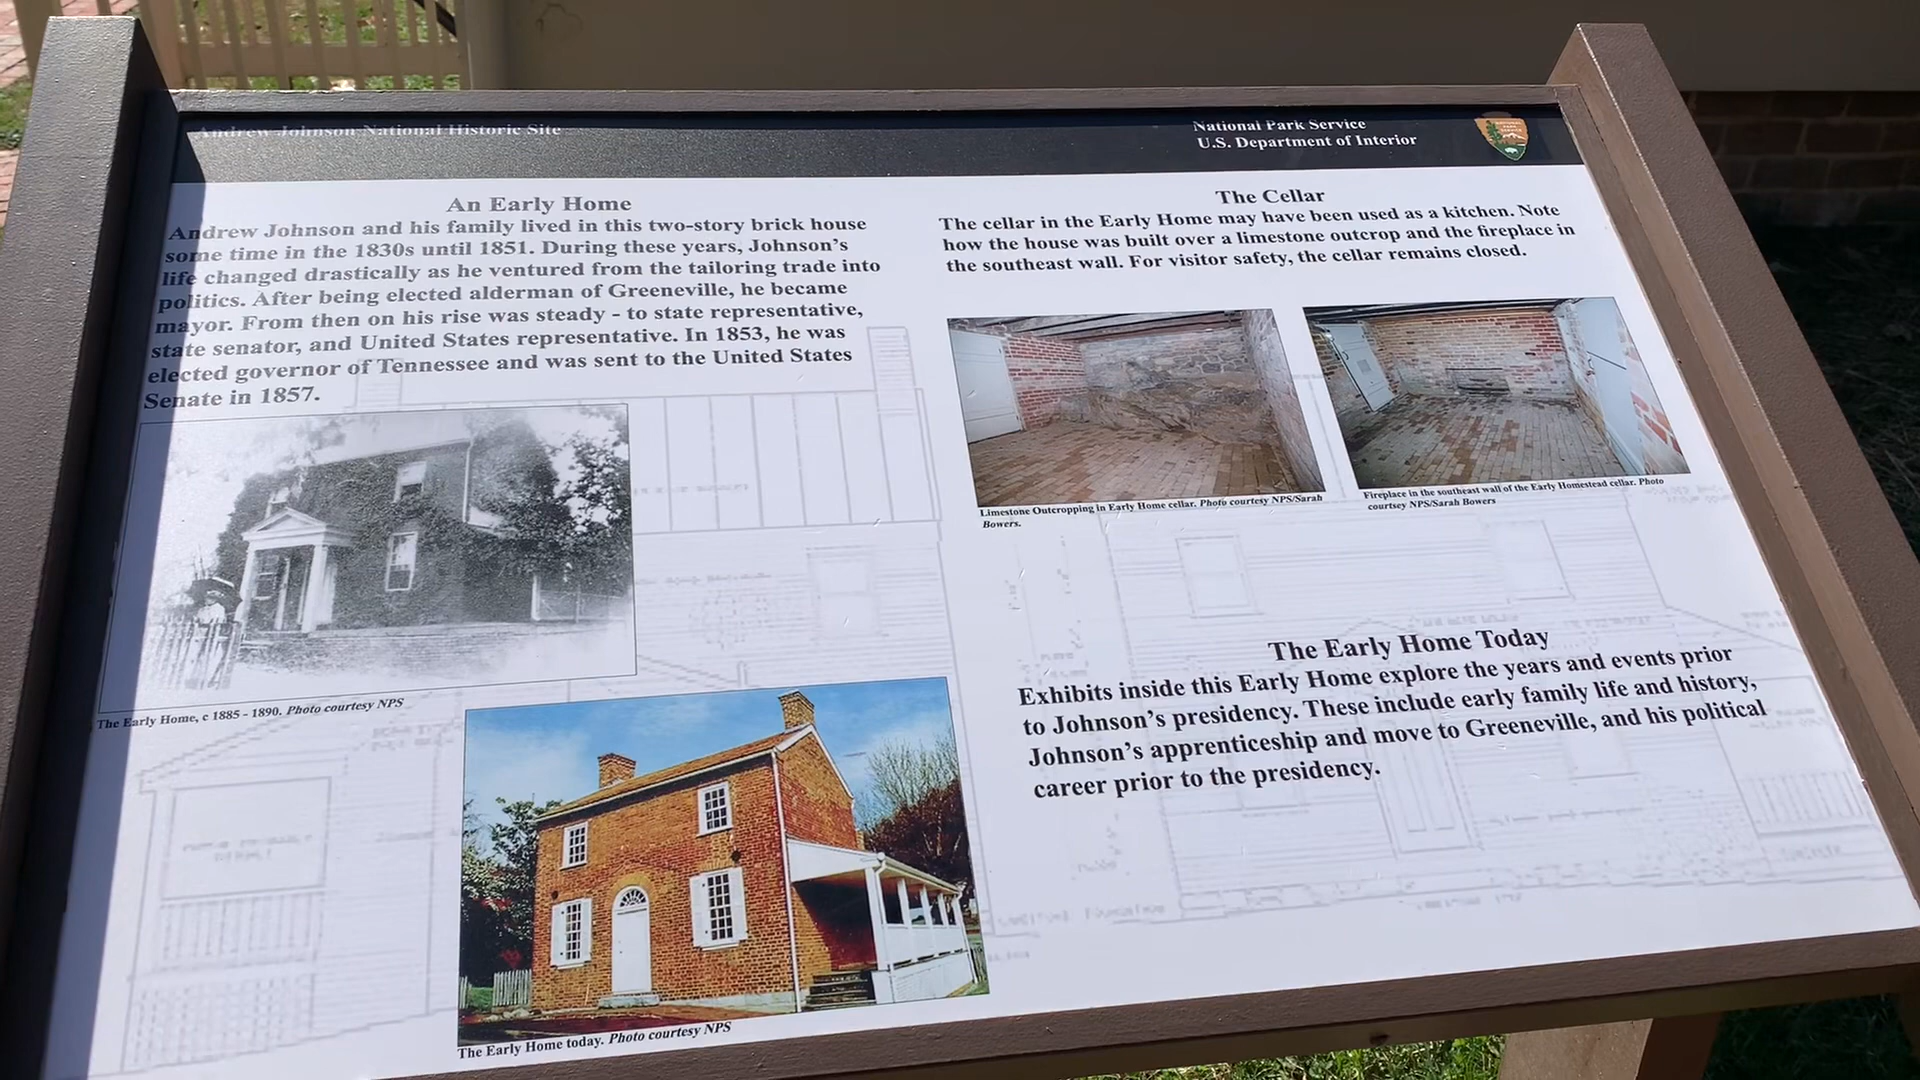 Andrew Johnson National Historic Site
National Park Service
U.S. Department of Interior
An Early Home
Andrew Johnson and his family lived in this two-story brick house
some time in the 1830s until 1851. During these years, Johnson's
life changed drastically as he ventured from the tailoring trade into
politics. After being elected alderman of Greeneville, he became
mayor. From then on his rise was steady - to state representative,
state senator, and United States representative. In 1853, he was
elected governor of Tennessee and was sent to the United States
Senate in 1857.
The Early Home, c 1885 - 1890. Photo courtesy NPS
The Early Home today. Photo courtesy NPS
The Cellar
The cellar in the Early Home may have been used as a kitchen. Note
how the house was built over a limestone outcrop and the fireplace in
the southeast wall. For visitor safety, the cellar remains closed.
Limestone Outcropping in Early Home cellar. Photo courtesy NPS/Sarah
Bowers.
Fireplace in the southeast wall of the Early Homestead cellar. Photo
courtsey NPS/Sarah Bowers
The Early Home Today
Exhibits inside this Early Home explore the years and events prior
to Johnson's presidency. These include early family life and history,
Johnson's apprenticeship and move to Greeneville, and his political
career prior to the presidency.